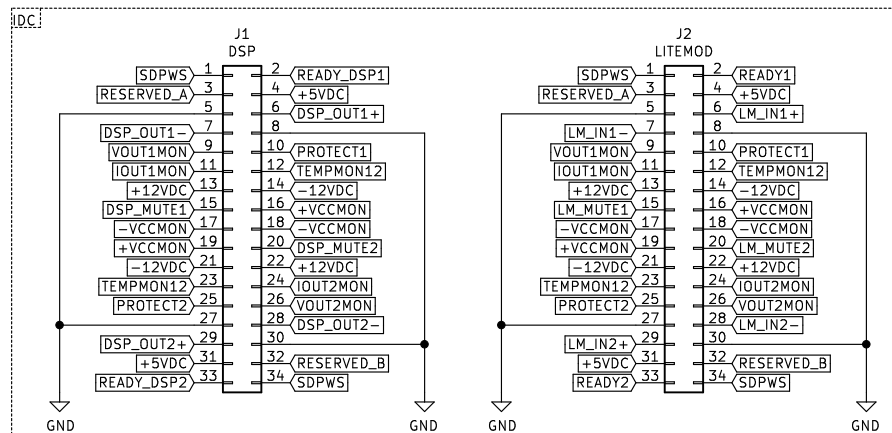 IDC
J1
DSP
SDPWS 1 2 READY_DSP1
RESERVED_A 3 4 +5VDC
5 6 DSP_OUT1+
DSP_OUT1- 7 8
VOUT1MON 9 10 PROTECT1
IOUT1MON 11 12 TEMPMON12
+12VDC 13 14 -12VDC
DSP_MUTE1 15 16 +VCCMON
-VCCMON 17 18 -VCCMON
+VCCMON 19 20 DSP_MUTE2
-12VDC 21 22 +12VDC
TEMPMON12 23 24 IOUT2MON
PROTECT2 25 26 VOUT2MON
27 28 DSP_OUT2-
DSP_OUT2+ 29 30
+5VDC 31 32 RESERVED_B
READY_DSP2 33 34 SDPWS
GND GND
J2
LITEMOD
SDPWS 1 2 READY1
RESERVED_A 3 4 +5VDC
5 6 LM_IN1+
LM_IN1- 7 8
VOUT1MON 9 10 PROTECT1
IOUT1MON 11 12 TEMPMON12
+12VDC 13 14 -12VDC
LM_MUTE1 15 16 +VCCMON
-VCCMON 17 18 -VCCMON
+VCCMON 19 20 LM_MUTE2
-12VDC 21 22 +12VDC
TEMPMON12 23 24 IOUT2MON
PROTECT2 25 26 VOUT2MON
27 28 LM_IN2-
LM_IN2+ 29 30
+5VDC 31 32 RESERVED_B
READY2 33 34 SDPWS
GND GND